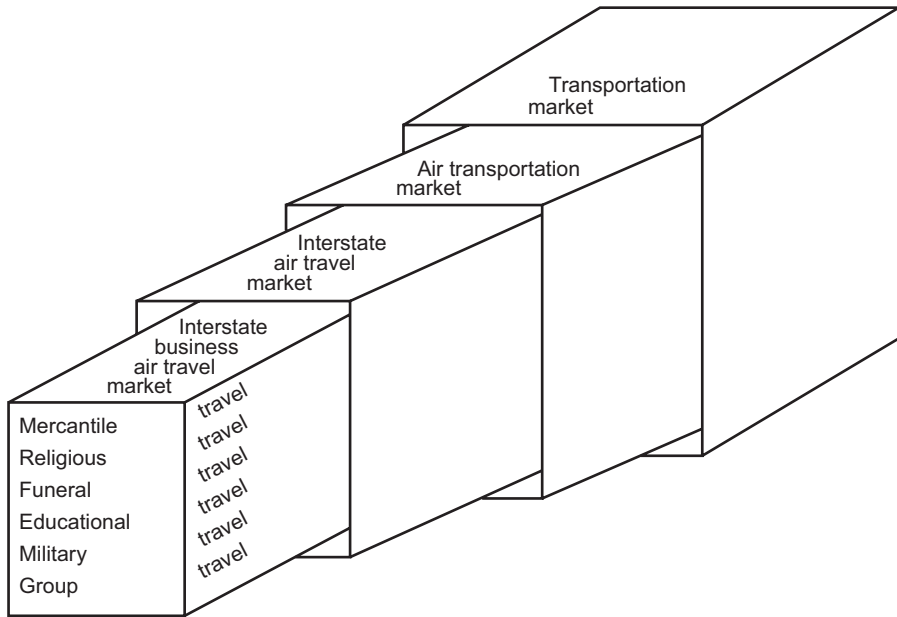 Transportation
market
Air transportation
market
Interstate
air travel
market
Interstate
business
air travel
market
Mercantile travel
Religious travel
Funeral travel
Educational travel
Military travel
Group travel